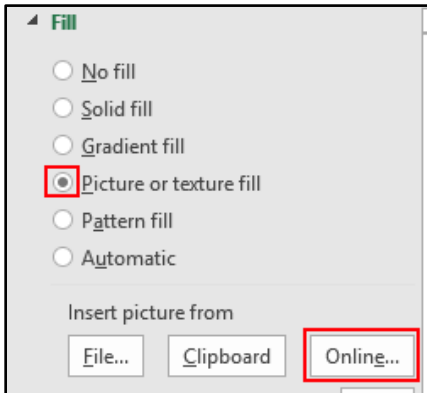 Fill
No fill
Solid fill
Gradient fill
Picture or texture fill
Pattern fill
Automatic
Insert picture from
File... Clipboard Online...